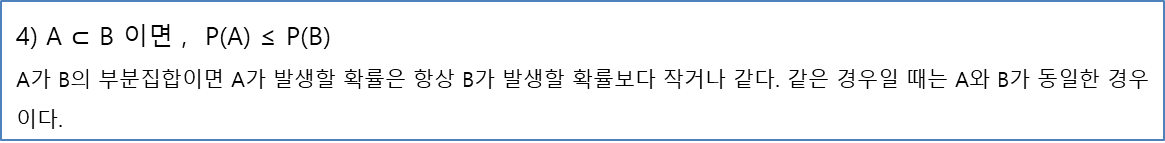 4) A ⊂ B 이면 ,  P(A) ≤ P(B)
A가 B의 부분집합이면 A가 발생할 확률은 항상 B가 발생할 확률보다 작거나 같다. 같은 경우일 때는 A와 B가 동일한 경우
이다.